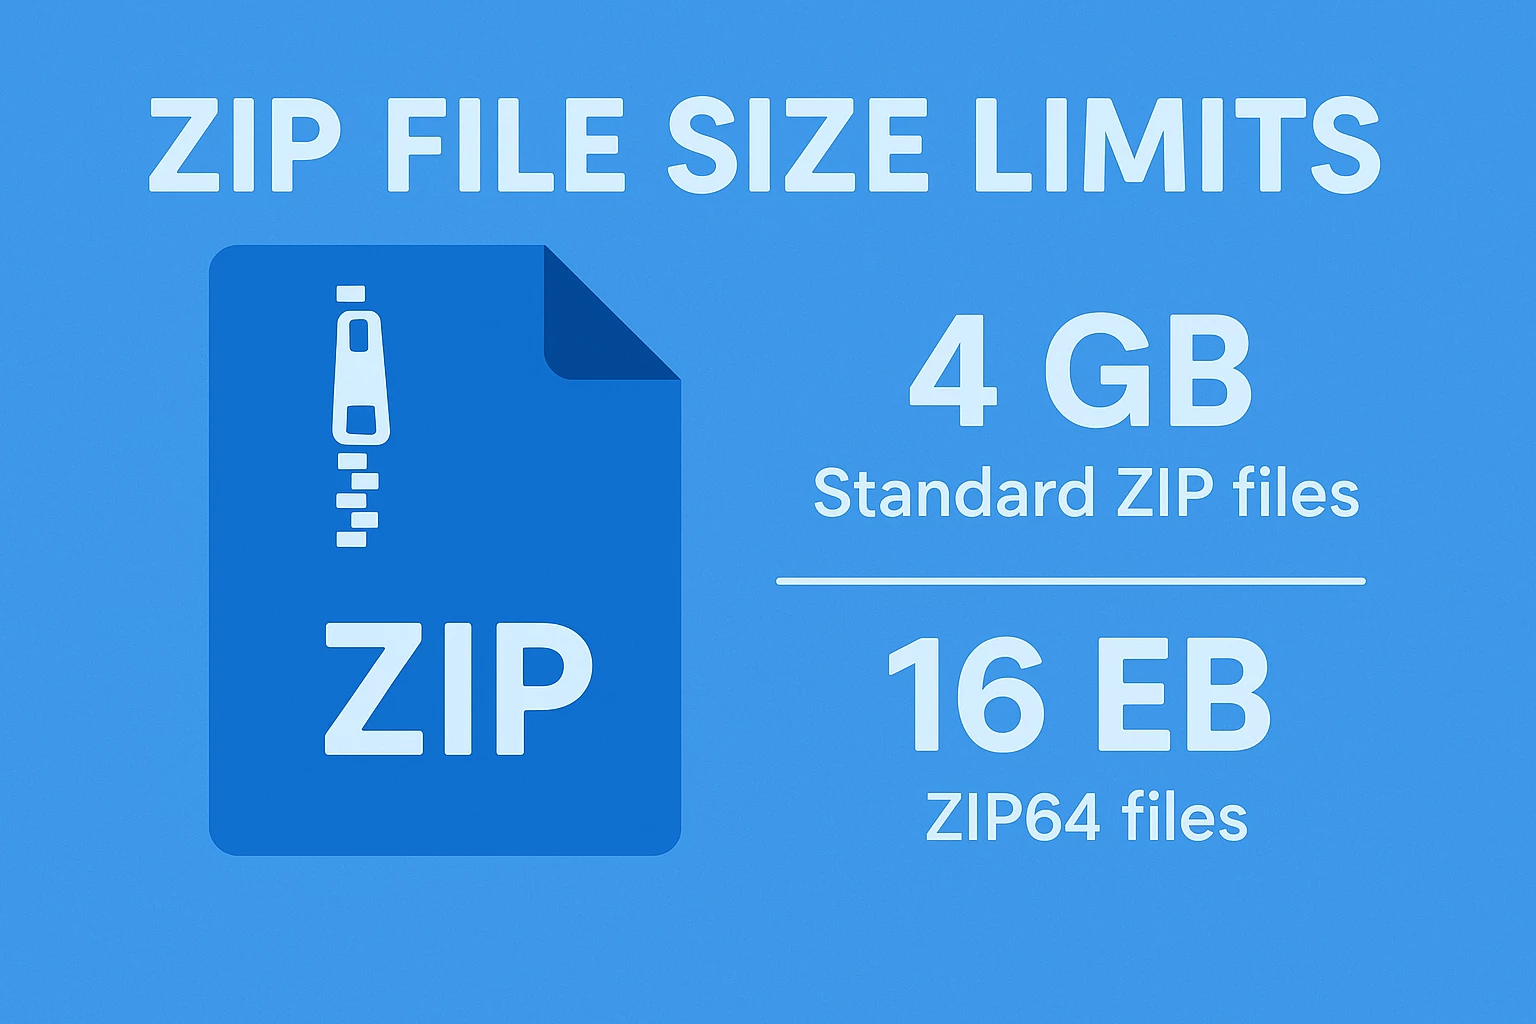 ZIP FILE SIZE LIMITS
ZIP
4 GB
Standard ZIP files
16 EB
ZIP64 files